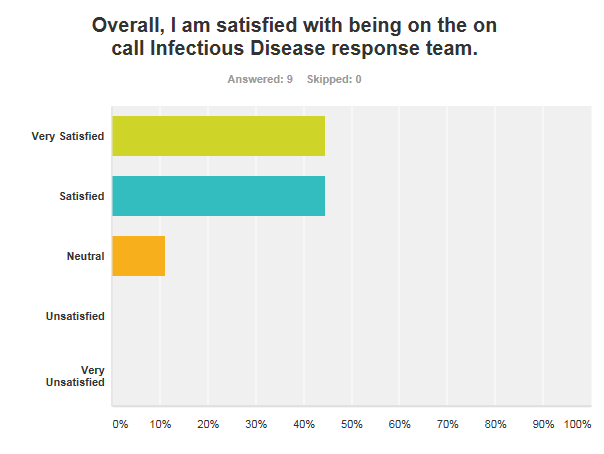 Overall, I am satisfied with being on the on
call Infectious Disease response team.
Answered: 9 Skipped: 0
Very Satisfied
Satisfied
Neutral
Unsatisfied
Very
Unsatisfied
0% 10% 20% 30% 40% 50% 60% 70% 80% 90% 100%